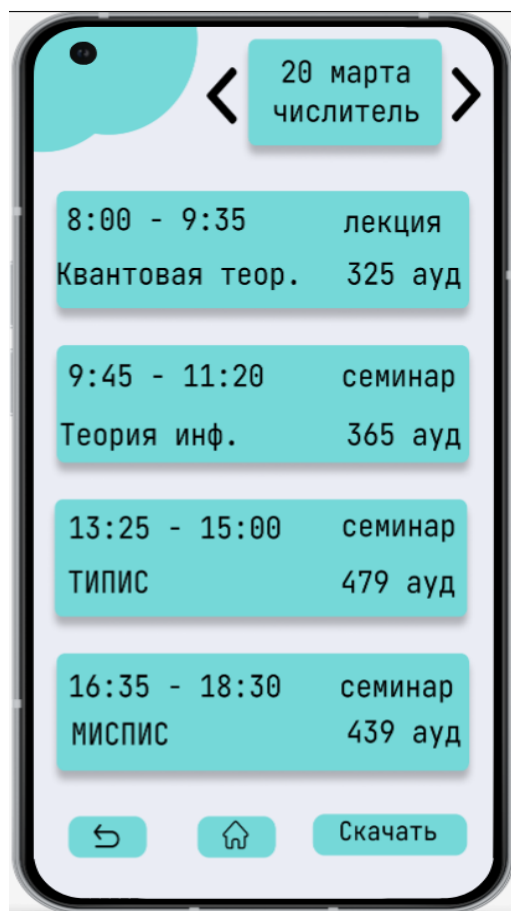 20 марта
числитель
8:00 - 9:35 лекция
Квантовая теор. 325 ауд
9:45 - 11:20 семинар
Теория инф. 365 ауд
13:25 - 15:00 семинар
ТИПИС 479 ауд
16:35 - 18:30 семинар
МИСПИС 439 ауд
Скачать